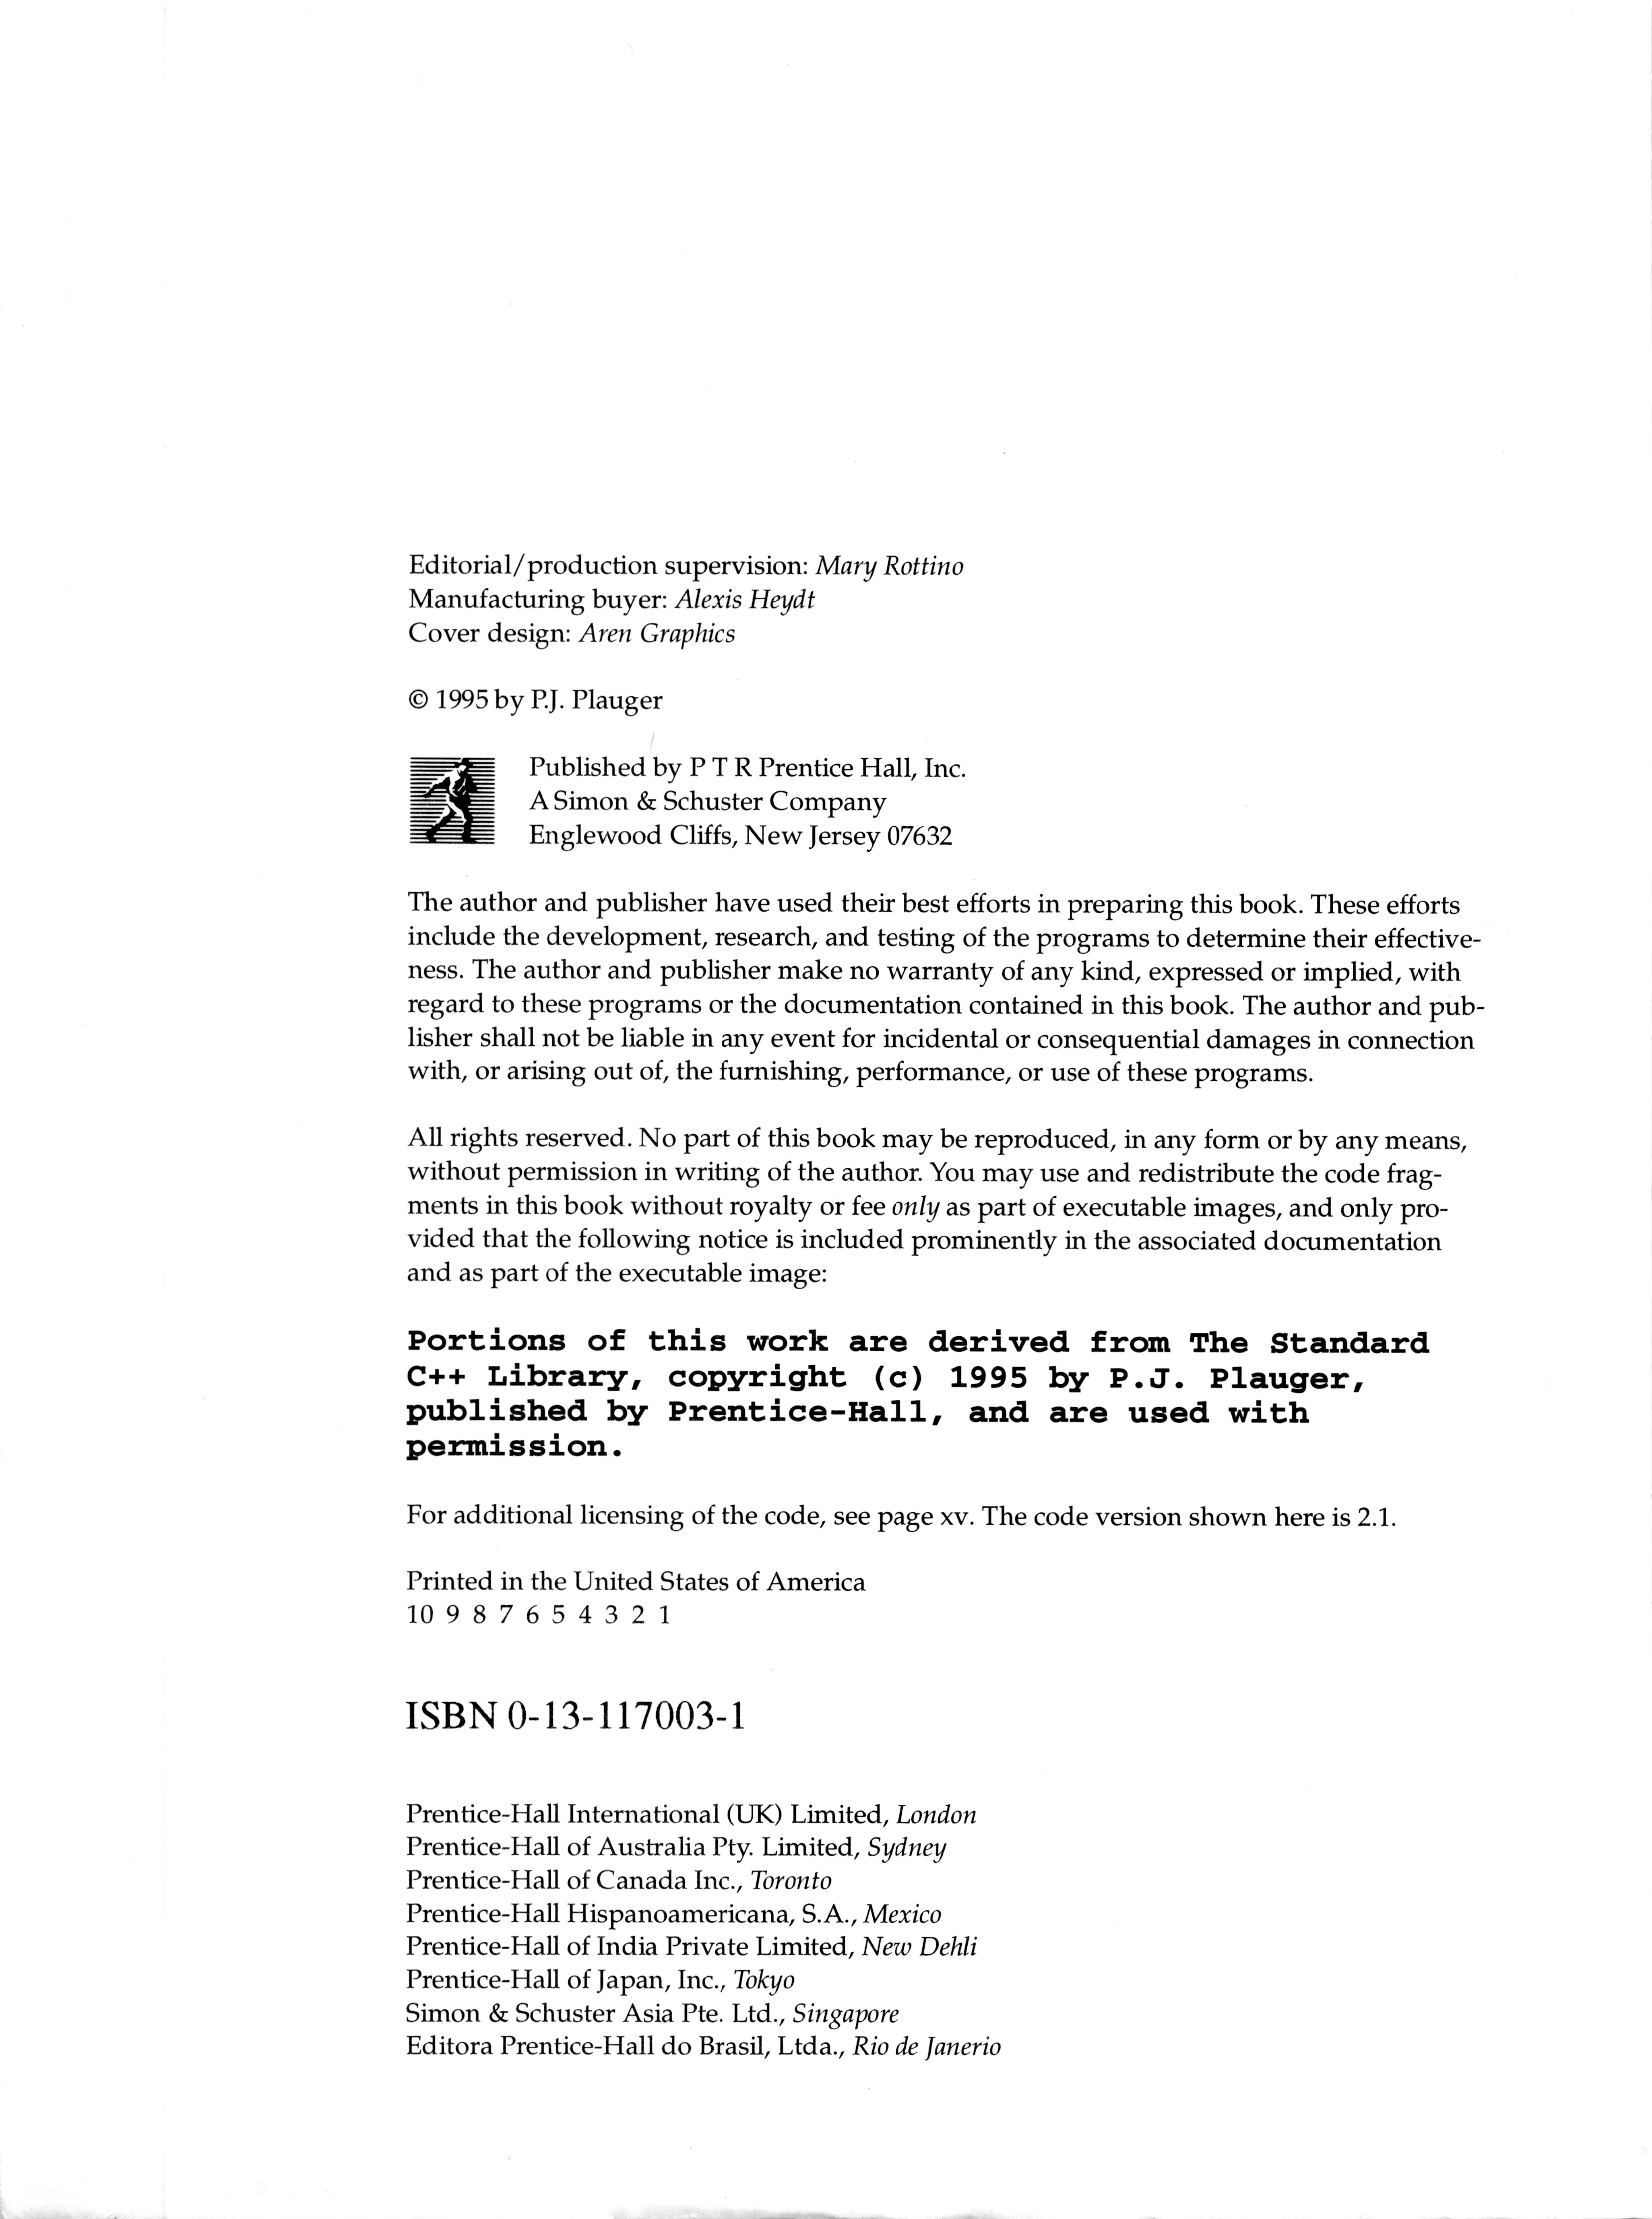 Editorial/production supervision: Mary Rottino
Manufacturing buyer: Alexis Heydt
Cover design: Aren Graphics
© 1995 by P.J. Plauger
Published by P T R Prentice Hall, Inc.
A Simon & Schuster Company
Englewood Cliffs, New Jersey 07632
The author and publisher have used their best efforts in preparing this book. These efforts
include the development, research, and testing of the programs to determine their effective-
ness. The author and publisher make no warranty of any kind, expressed or implied, with
regard to these programs or the documentation contained in this book. The author and pub-
lisher shall not be liable in any event for incidental or consequential damages in connection
with, or arising out of, the furnishing, performance, or use of these programs.
All rights reserved. No part of this book may be reproduced, in any form or by any means,
without permission in writing of the author. You may use and redistribute the code frag-
ments in this book without royalty or fee only as part of executable images, and only pro-
vided that the following notice is included prominently in the associated documentation
and as part of the executable image:
Portions of this work are derived from The Standard
C++ Library, copyright (c) 1995 by P.J. Plauger,
published by Prentice-Hall, and are used with
permission.
For additional licensing of the code, see page xv. The code version shown here is 2.1.
Printed in the United States of America
10 9 8 7 6 5 4 3 2 1
ISBN 0-13-117003-1
Prentice-Hall International (UK) Limited, London
Prentice-Hall of Australia Pty. Limited, Sydney
Prentice-Hall of Canada Inc., Toronto
Prentice-Hall Hispanoamericana, S.A., Mexico
Prentice-Hall of India Private Limited, New Dehli
Prentice-Hall of Japan, Inc., Tokyo
Simon & Schuster Asia Pte. Ltd., Singapore
Editora Prentice-Hall do Brasil, Ltda., Rio de Janerio